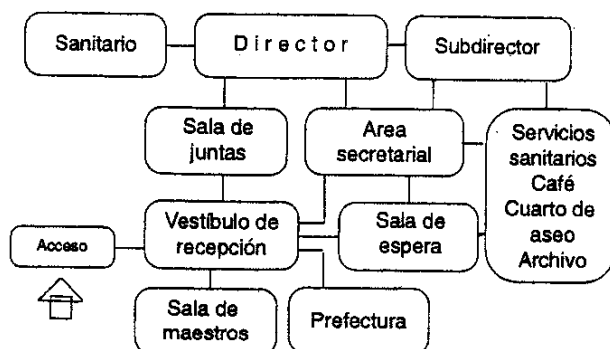 Sanitario
Director
Subdirector
Sala de
juntas
Area
secretarial
Servicios
sanitarios
Café
Cuarto de
aseo
Archivo
Acceso
Vestíbulo de
recepción
Sala de
espera
Sala de
maestros
Prefectura